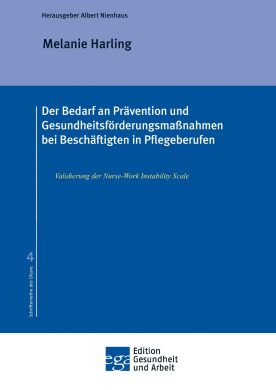 Herausgeber Albert Nienhaus
Melanie Harling
Der Bedarf an Prävention und
Gesundheitsförderungsmaßnahmen
bei Beschäftigten in Pflegeberufen
Validierung der Nurse-Work Instability Scale
4
Schriftenreihe des CVcare
ega
Edition
Gesundheit
und Arbeit